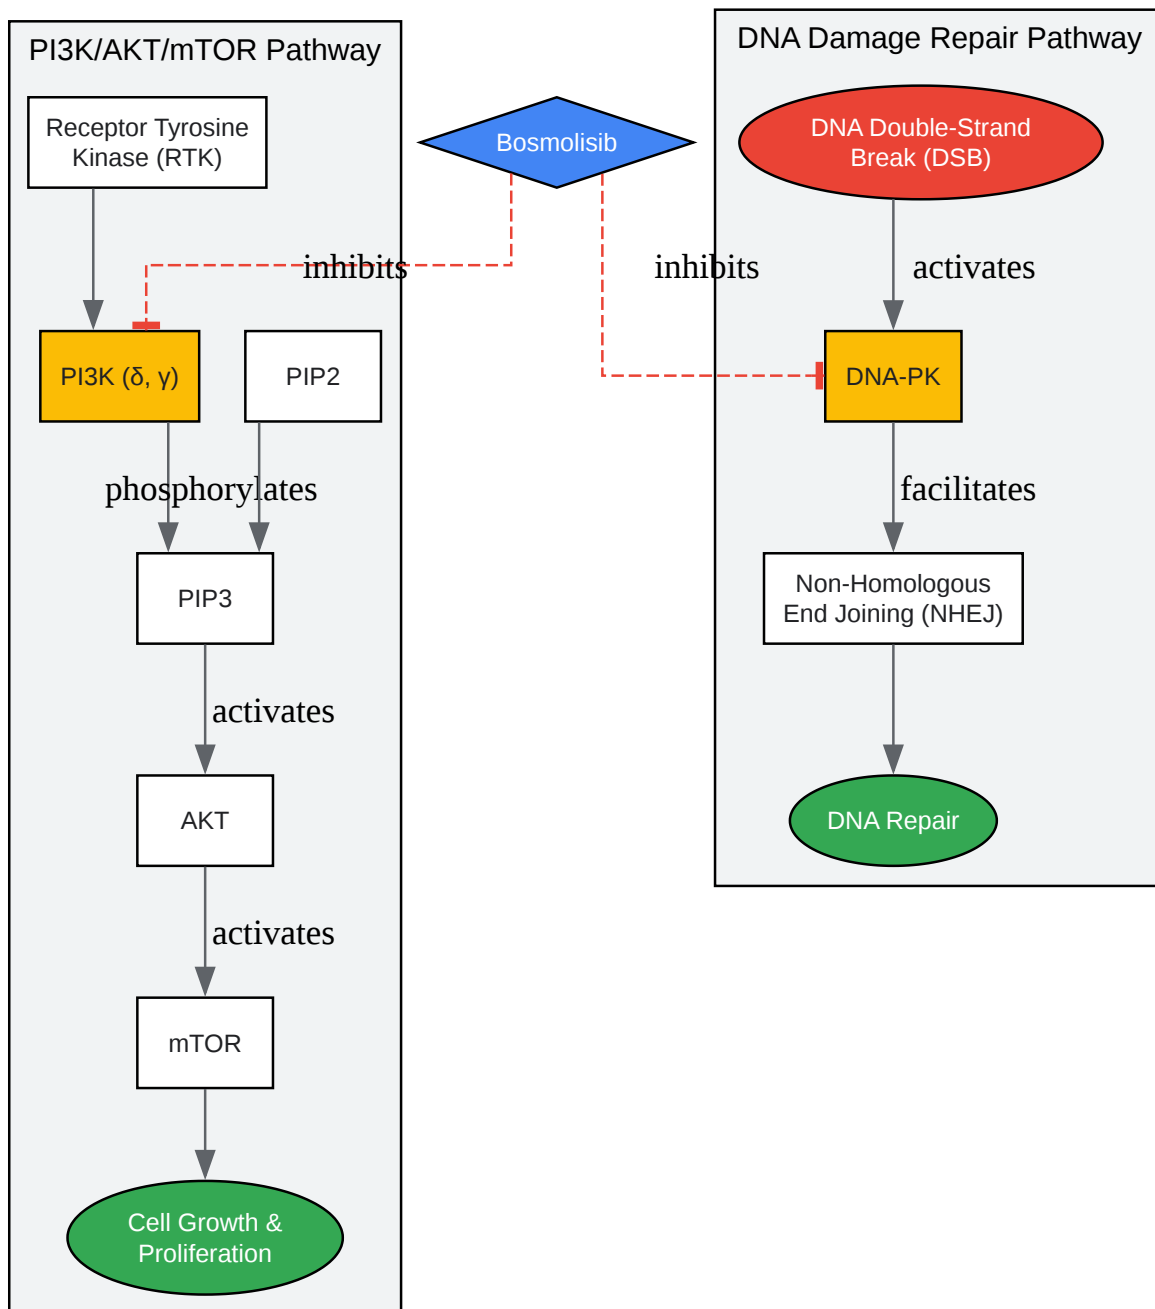 PI3K/AKT/mTOR Pathway
Receptor Tyrosine
Kinase (RTK)
inhibits
PI3K (δ, γ)
PIP2
phosphorylates
PIP3
activates
AKT
activates
mTOR
Cell Growth &
Proliferation
Bosmolisib
inhibits
DNA Damage Repair Pathway
DNA Double-Strand
Break (DSB)
activates
DNA-PK
facilitates
Non-Homologous
End Joining (NHEJ)
DNA Repair